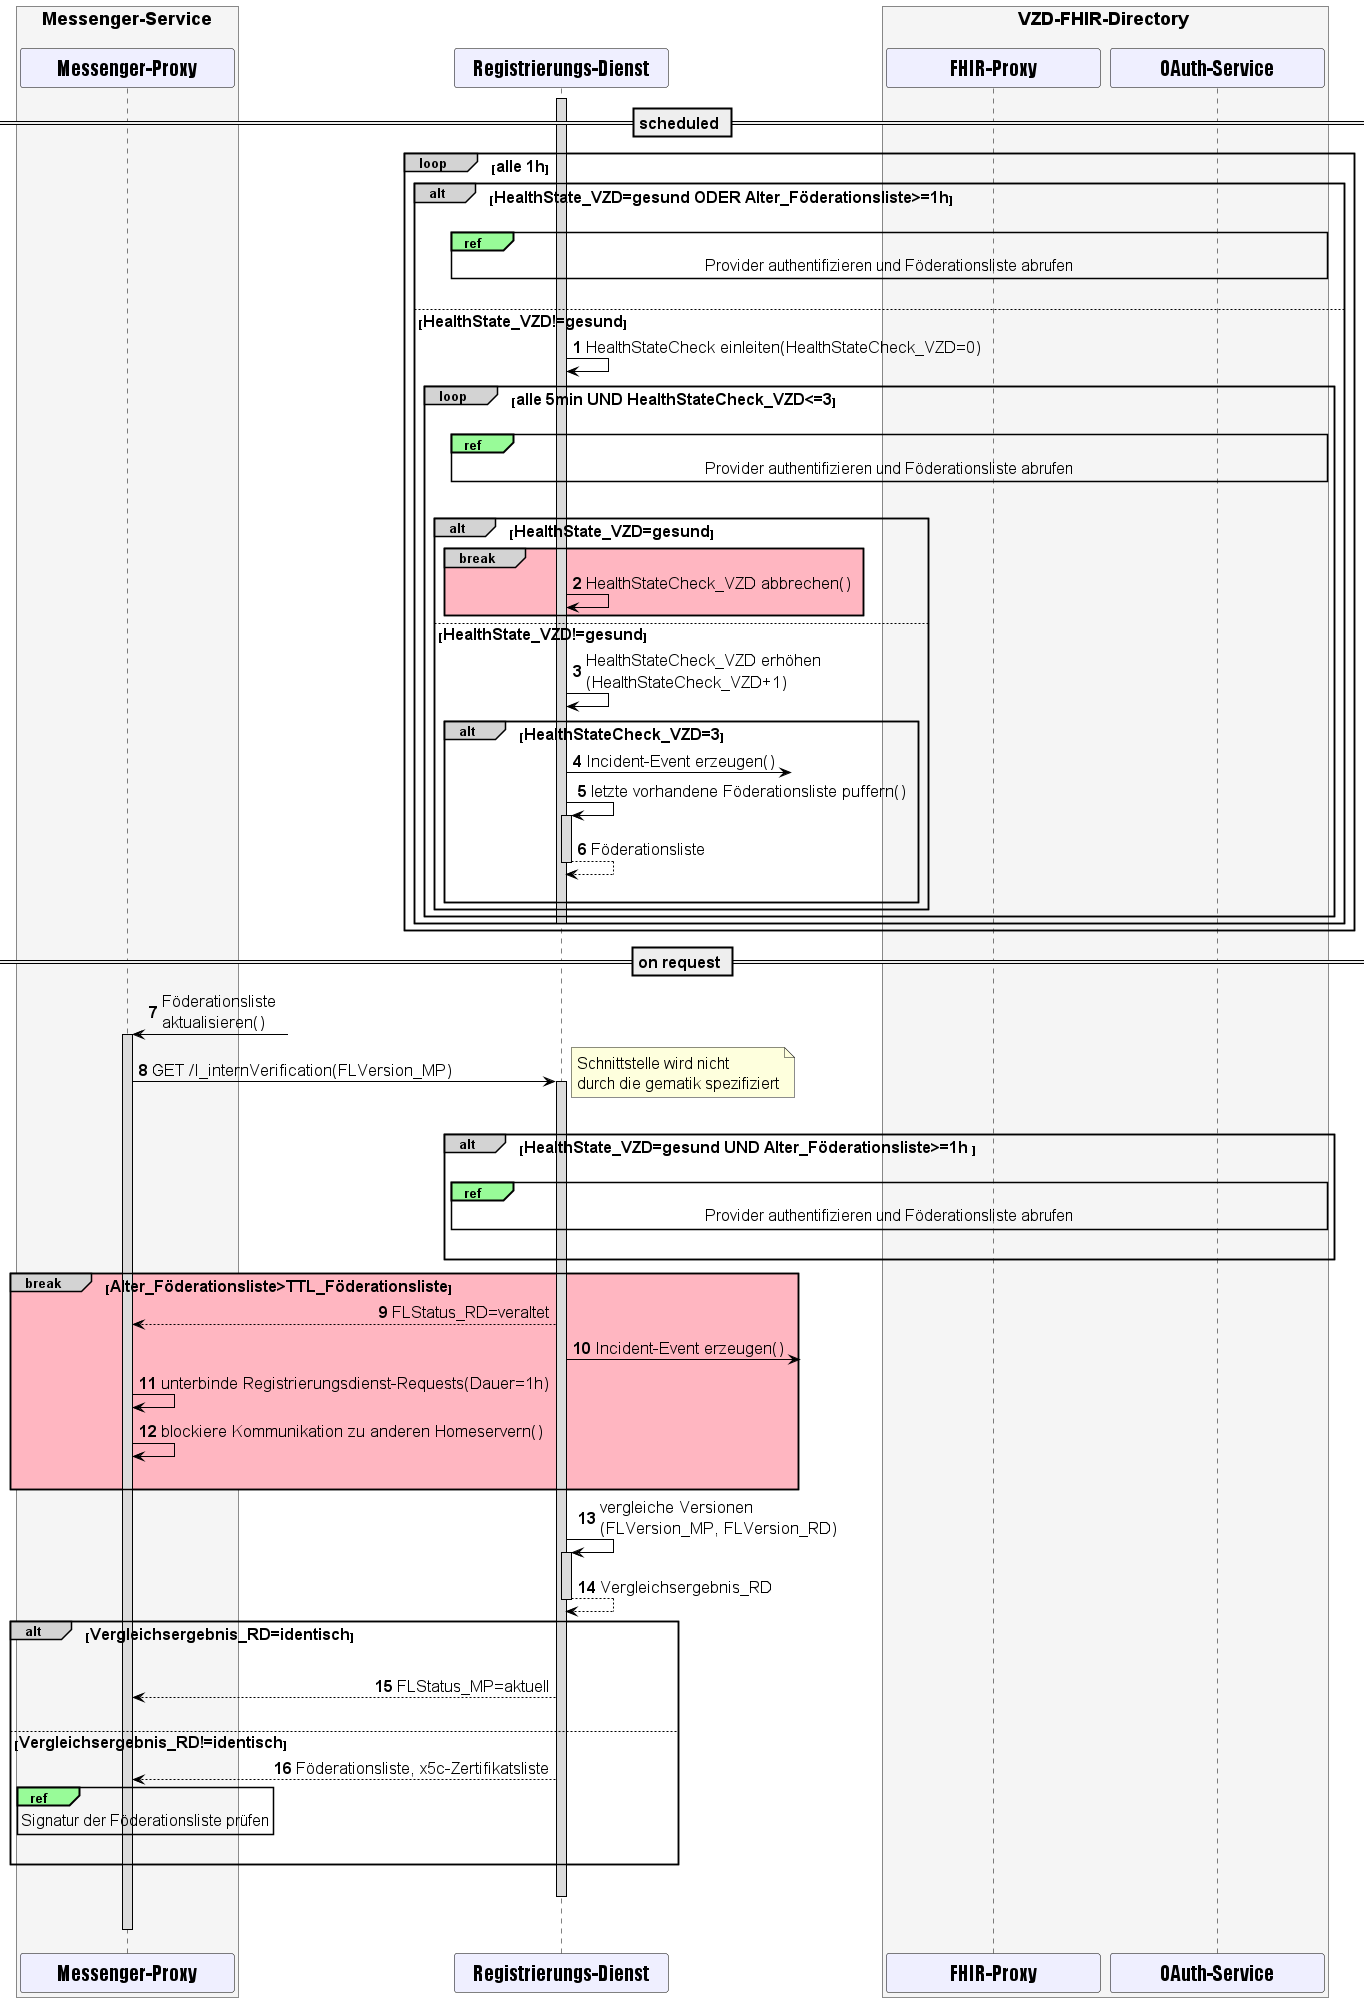 Messenger-Service
VZD-FHIR-Directory
Messenger-Proxy
Registrierungs-Dienst
FHIR-Proxy
OAuth-Service
scheduled
loop [alle 1h]
alt [HealthState_VZD=gesund ODER Alter_Föderationsliste>=1h]
ref
Provider authentifizieren und Föderationsliste abrufen
[HealthState_VZD!=gesund]
1 HealthStateCheck einleiten(HealthStateCheck_VZD=0)
loop [alle 5min UND HealthStateCheck_VZD<=3]
ref
Provider authentifizieren und Föderationsliste abrufen
alt [HealthState_VZD=gesund]
break
2 HealthStateCheck_VZD abbrechen()
[HealthState_VZD!=gesund]
3 HealthStateCheck_VZD erhöhen
(HealthStateCheck_VZD+1)
alt [HealthStateCheck_VZD=3]
4 Incident-Event erzeugen()
5 letzte vorhandene Föderationsliste puffern()
6 Föderationsliste
on request
7 Föderationsliste
aktualisieren()
8 GET /I_internVerification(FLVersion_MP)
Schnittstelle wird nicht
durch die gematik spezifiziert
alt [HealthState_VZD=gesund UND Alter_Föderationsliste>=1h ]
ref
Provider authentifizieren und Föderationsliste abrufen
break [Alter_Föderationsliste>TTL_Föderationsliste]
9 FLStatus_RD=veraltet
10 Incident-Event erzeugen()
11 unterbinde Registrierungsdienst-Requests(Dauer=1h)
12 blockiere Kommunikation zu anderen Homeservern()
13 vergleiche Versionen
(FLVersion_MP, FLVersion_RD)
14 Vergleichsergebnis_RD
alt [Vergleichsergebnis_RD=identisch]
15 FLStatus_MP=aktuell
[Vergleichsergebnis_RD!=identisch]
16 Föderationsliste, x5c-Zertifikatsliste
ref
Signatur der Föderationsliste prüfen
Messenger-Proxy
Registrierungs-Dienst
FHIR-Proxy
OAuth-Service